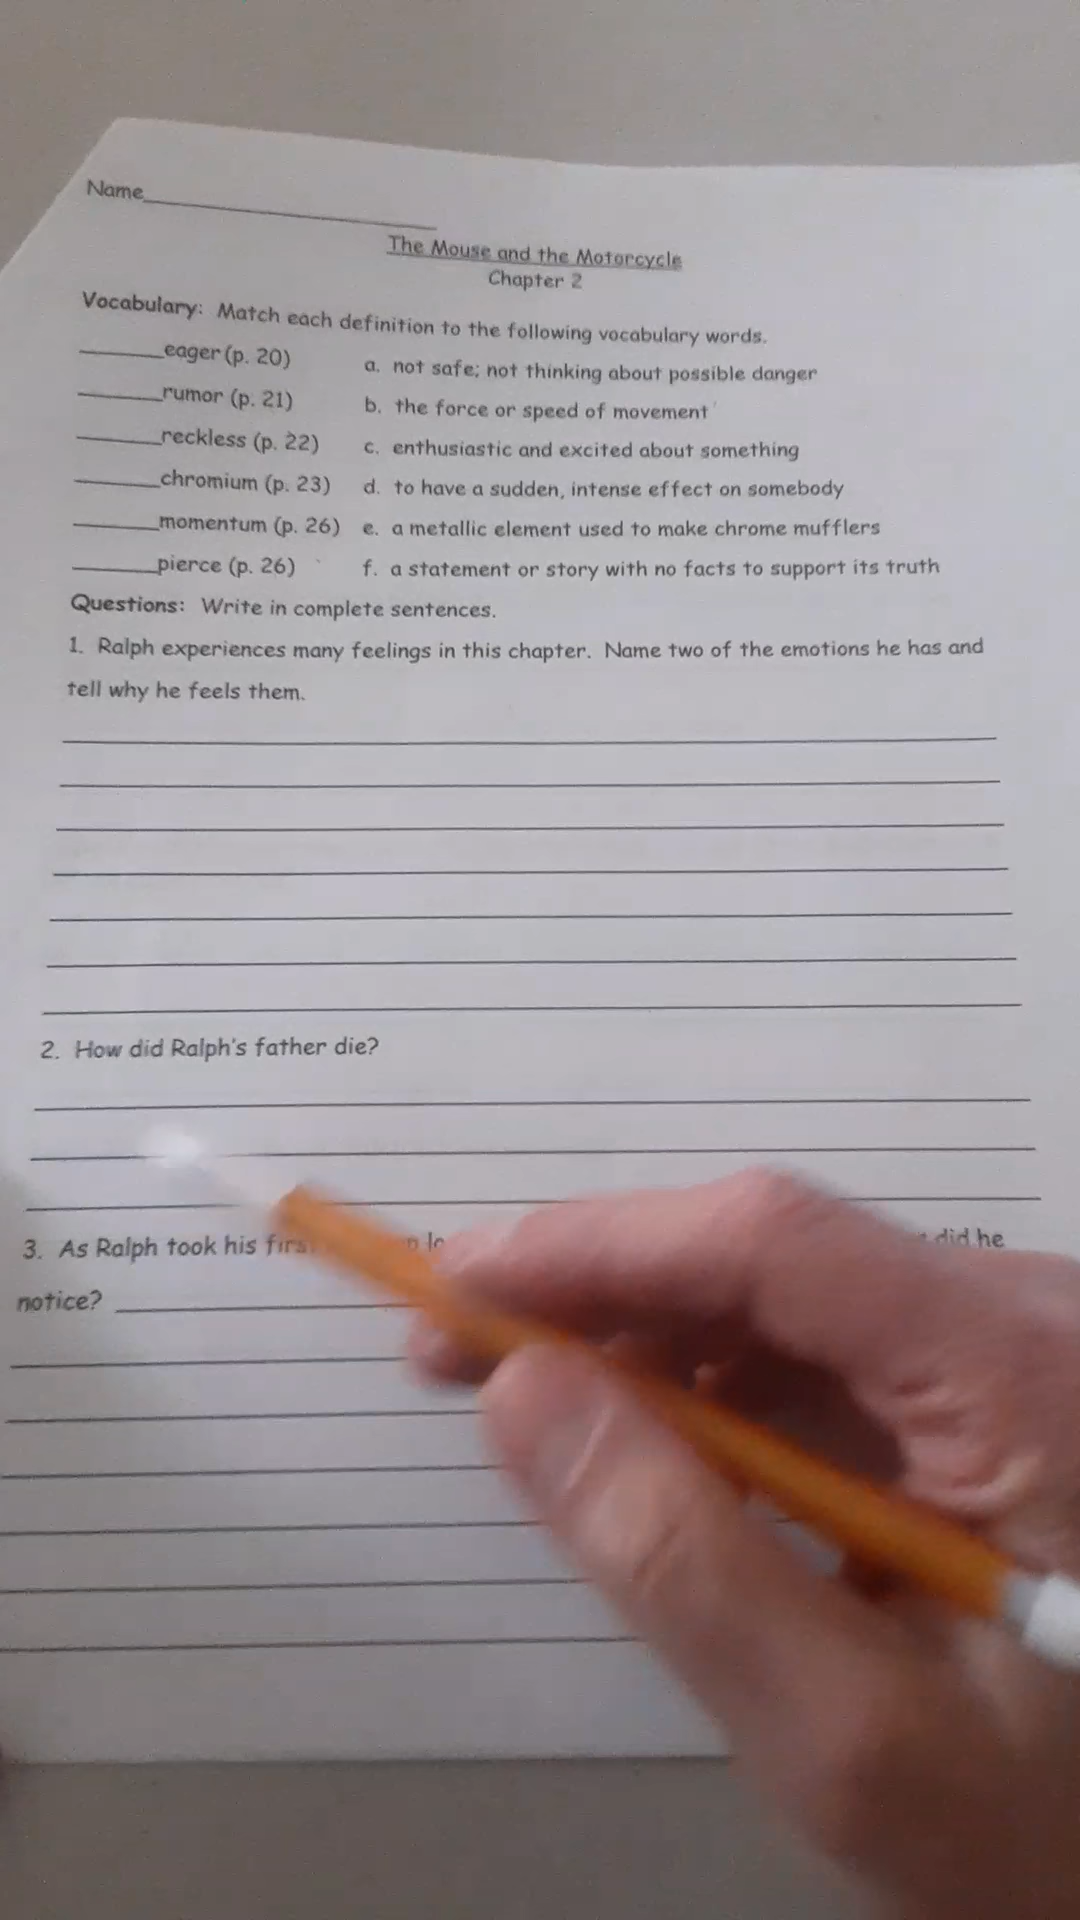 Name
The Mouse and the Motorcycle
Chapter 2
Vocabulary: Match each definition to the following vocabulary words.
eager (p. 20) a. not safe; not thinking about possible danger
rumor (p. 21) b. the force or speed of movement
reckless (p. 22) c. enthusiastic and excited about something
chromium (p. 23) d. to have a sudden, intense effect on somebody
momentum (p. 26) e. a metallic element used to make chrome mufflers
pierce (p. 26) f. a statement or story with no facts to support its truth
Questions: Write in complete sentences.
1. Ralph experiences many feelings in this chapter. Name two of the emotions he has and
tell why he feels them.
2. How did Ralph's father die?
3. As Ralph took his did he
notice?